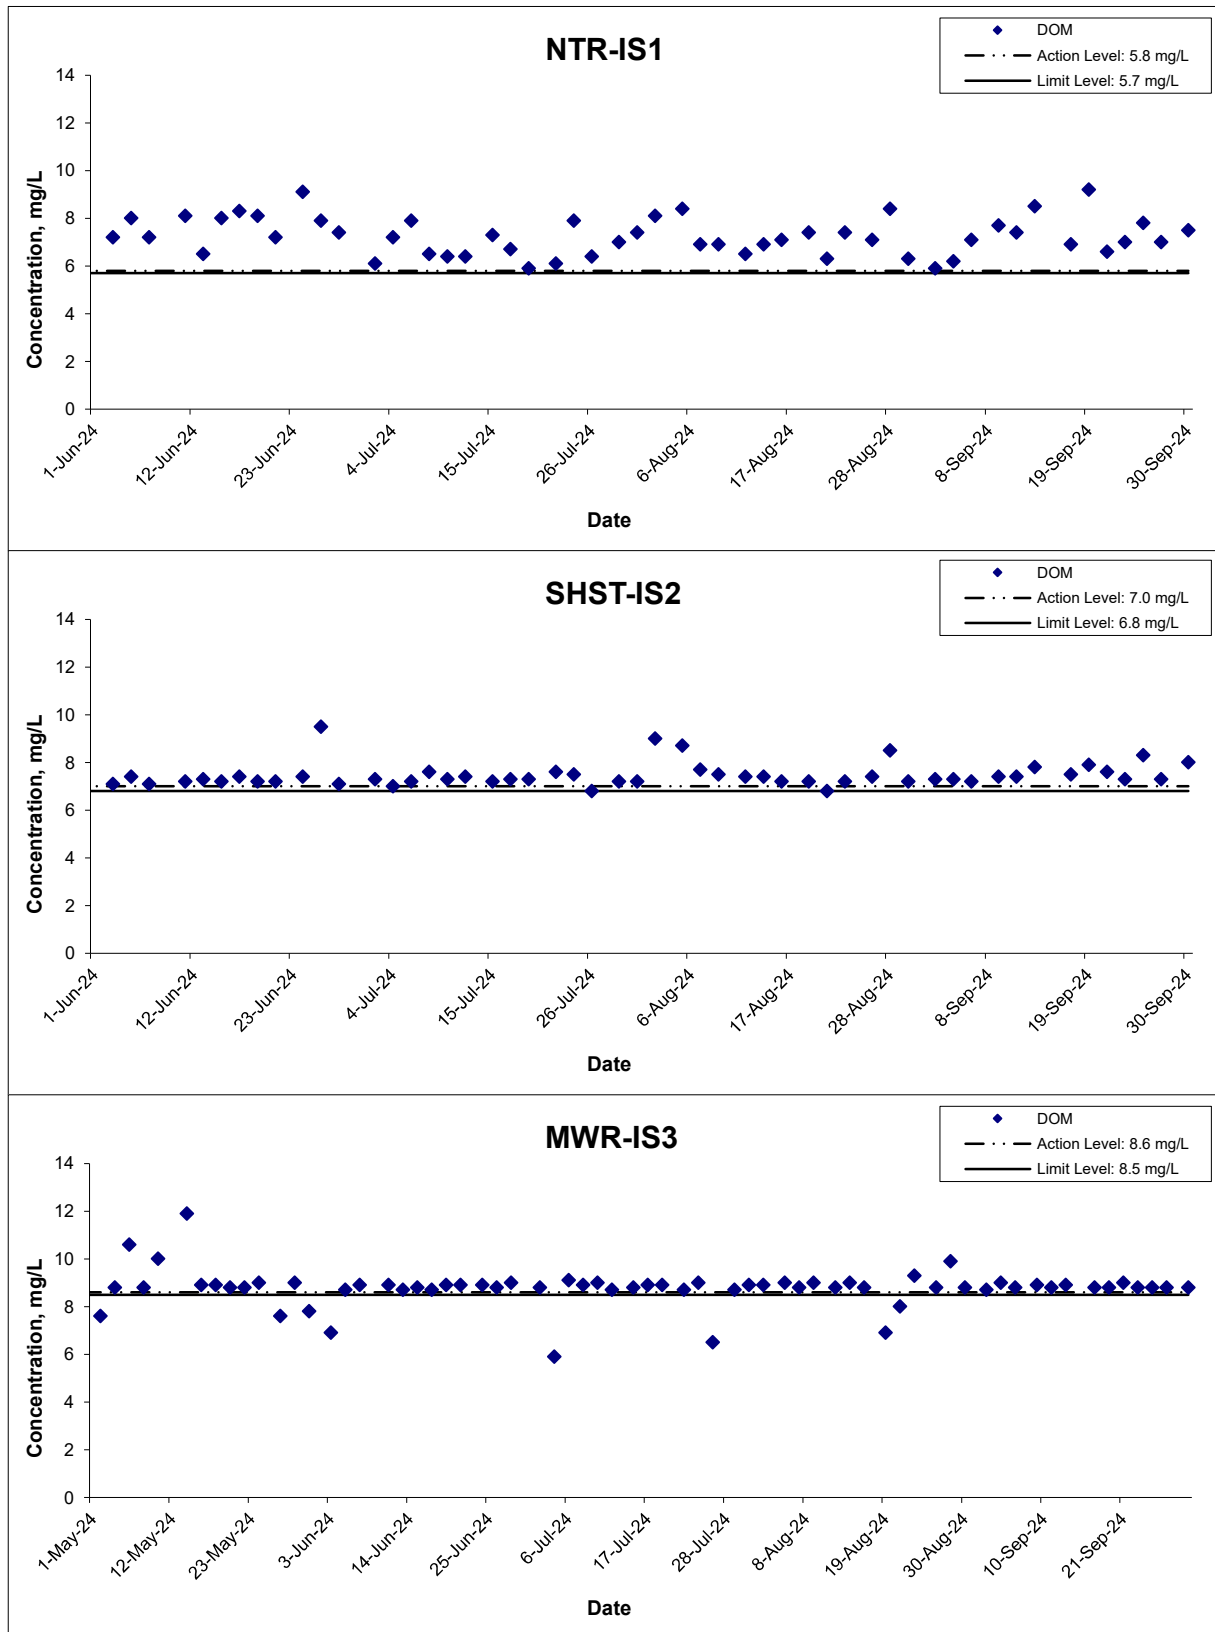 NTR-IS1
DOM
Action Level: 5.8 mg/L
Limit Level: 5.7 mg/L
Concentration, mg/L
14
12
10
8
6
4
2
0
1-Jun-24
12-Jun-24
23-Jun-24
4-Jul-24
15-Jul-24
26-Jul-24
6-Aug-24
17-Aug-24
28-Aug-24
8-Sep-24
19-Sep-24
30-Sep-24
Date
SHST-IS2
DOM
Action Level: 7.0 mg/L
Limit Level: 6.8 mg/L
Concentration, mg/L
14
12
10
8
6
4
2
0
1-Jun-24
12-Jun-24
23-Jun-24
4-Jul-24
15-Jul-24
26-Jul-24
6-Aug-24
17-Aug-24
28-Aug-24
8-Sep-24
19-Sep-24
30-Sep-24
Date
MWR-IS3
DOM
Action Level: 8.6 mg/L
Limit Level: 8.5 mg/L
Concentration, mg/L
14
12
10
8
6
4
2
0
1-May-24
12-May-24
23-May-24
3-Jun-24
14-Jun-24
25-Jun-24
6-Jul-24
17-Jul-24
28-Jul-24
8-Aug-24
19-Aug-24
30-Aug-24
10-Sep-24
21-Sep-24
Date